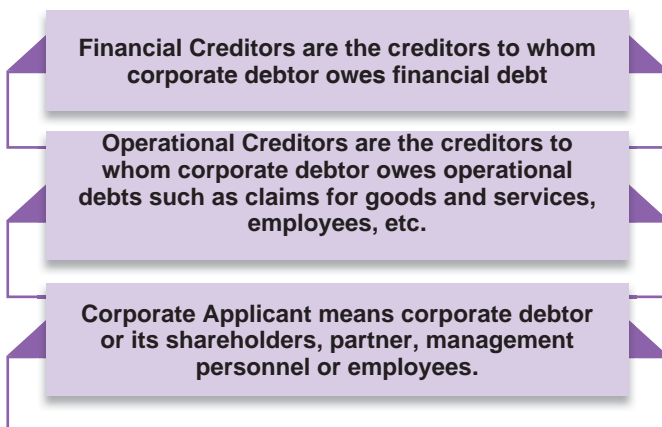 Financial Creditors are the creditors to whom
corporate debtor owes financial debt
Operational Creditors are the creditors to
whom corporate debtor owes operational
debts such as claims for goods and services,
employees, etc.
Corporate Applicant means corporate debtor
or its shareholders, partner, management
personnel or employees.